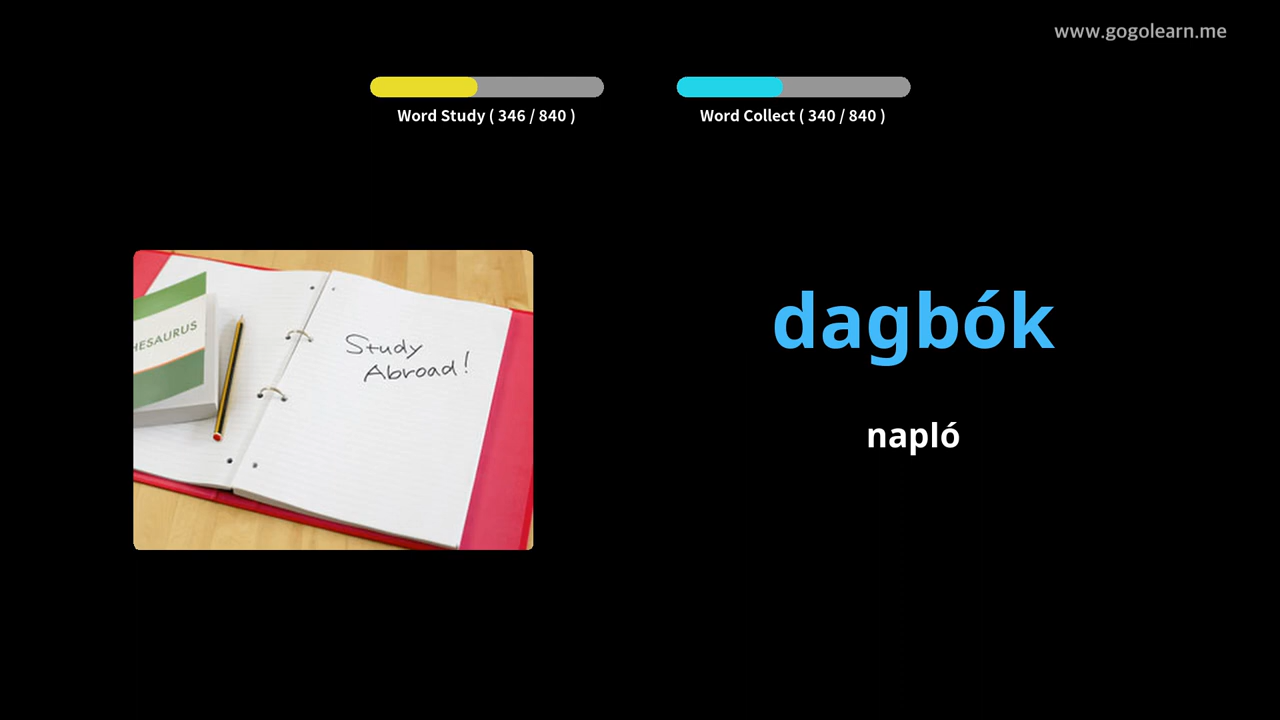 www.gogolearn.me
Word Study ( 346 / 840 )
Word Collect ( 340 / 840 )
HESAURUS
Study
Abroad!
dagbók
napló